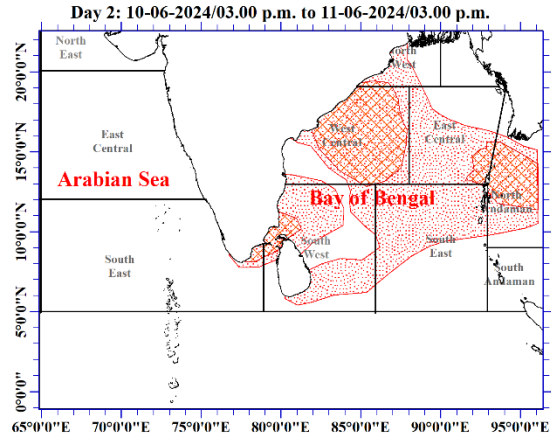 Day 2: 10-06-2024/03.00 p.m. to 11-06-2024/03.00 p.m.
North
East
North
West
East
Central
West
Central
East
Central
Arabian Sea
Bay of Bengal
North
Andaman
South
East
South
West
South
East
South
Andaman
20°0'0"N
15°0'0"N
10°0'0"N
5°0'0"N
0°0'0"
65°0'0"E 70°0'0"E 75°0'0"E 80°0'0"E 85°0'0"E 90°0'0"E 95°0'0"E